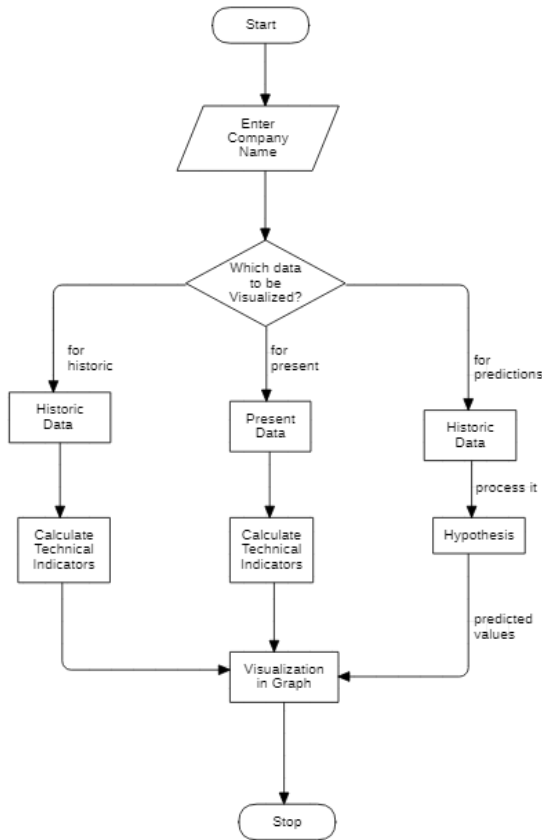 Start
Enter
Company
Name
Which data
to be
Visualized?
for
historic
for
present
for
predictions
Historic
Data
Present
Data
Historic
Data
process it
Calculate
Technical
Indicators
Calculate
Technical
Indicators
Hypothesis
predicted
values
Visualization
in Graph
Stop